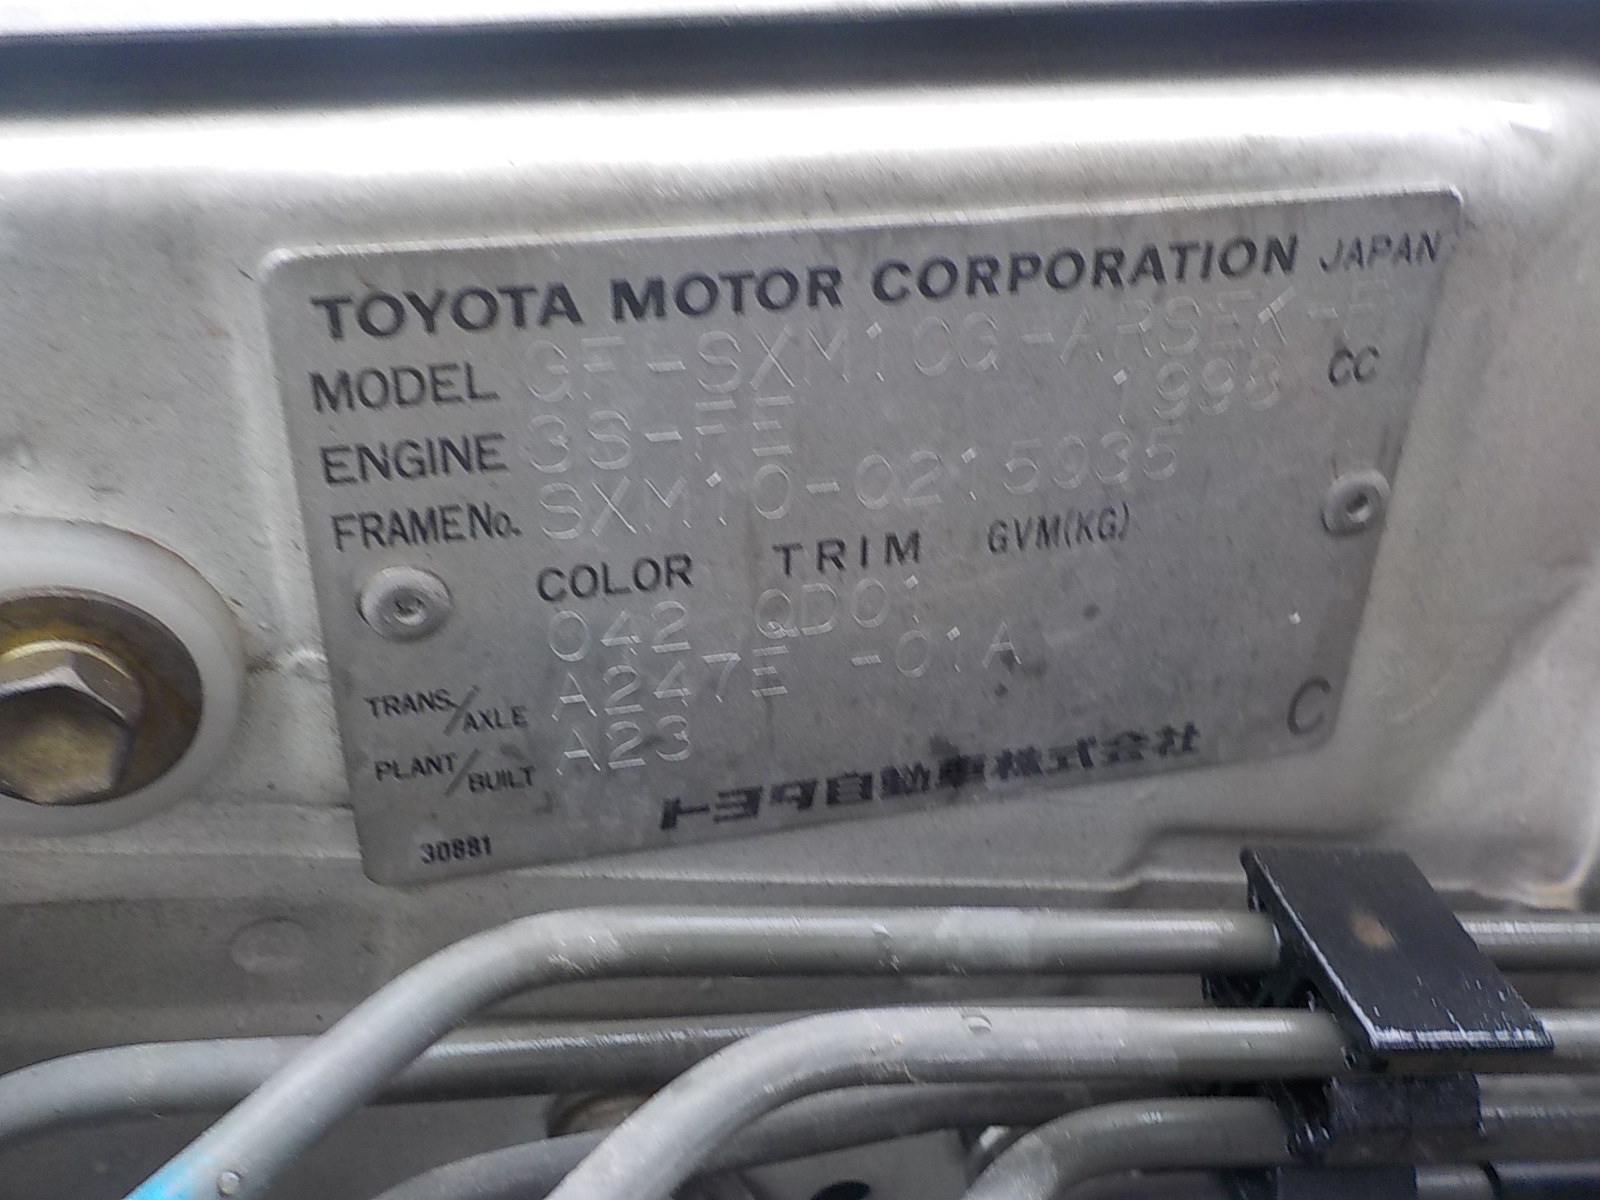 TOYOTA MOTOR CORPORATION JAPAN
MODEL GF-SXM10G-ARSEK-E
ENGINE 3S-FE 1998 CC
FRAME No. SXM10-0215935
COLOR TRIM GVM(KG)
042 QD01
TRANS/AXLE A247E -01A
PLANT/BUILT A23
C
トヨタ自動車株式会社
30881